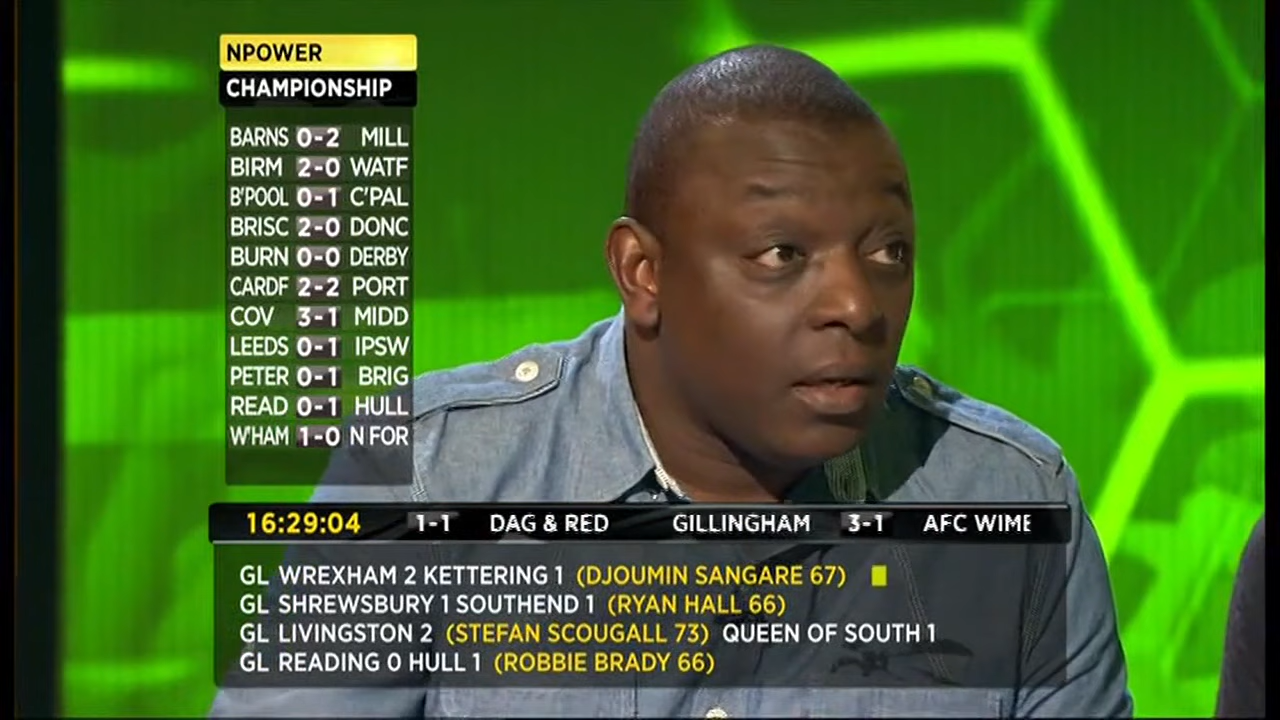 NPOWER
CHAMPIONSHIP
BARNS 0-2 MILL
BIRM 2-0 WATF
B'POOL 0-1 C'PAL
BRISC 2-0 DONC
BURN 0-0 DERBY
CARDF 2-2 PORT
COV 3-1 MIDD
LEEDS 0-1 IPSW
PETER 0-1 BRIG
READ 0-1 HULL
W'HAM 1-0 N FOR
16:29:04 1-1 DAG & RED GILLINGHAM 3-1 AFC WIME
GL WREXHAM 2 KETTERING 1 (DJOUMIN SANGARE 67)
GL SHREWSBURY 1 SOUTHEND 1 (RYAN HALL 66)
GL LIVINGSTON 2 (STEFAN SCOUGALL 73) QUEEN OF SOUTH 1
GL READING 0 HULL 1 (ROBBIE BRADY 66)